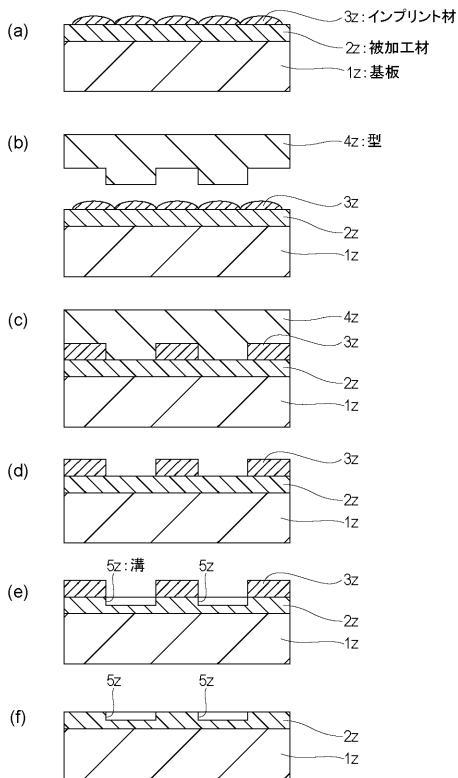 (a)
3z:インプリント材
2z:被加工材
1z:基板
(b)
4z:型
3z
2z
1z
(c)
4z
3z
2z
1z
(d)
3z
2z
1z
(e)
5z:溝
5z
3z
2z
1z
(f)
5z
5z
2z
1z